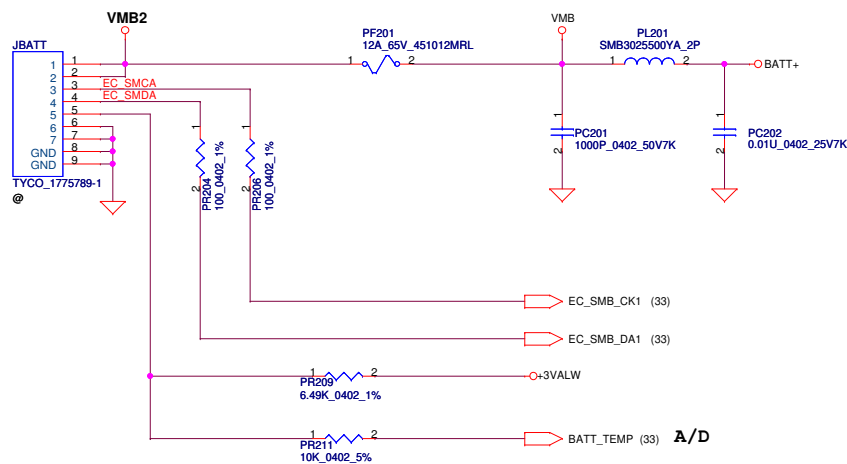 VMB2
JBATT
1
2
3
4
5
6
7
GND
GND
1
2
3
4
5
6
7
8
9
EC_SMCA
EC_SMDA
TYCO_1775789-1
@
PF201
12A_65V_451012MRL
1
2
VMB
PL201
SMB3025500YA_2P
1
2
BATT+
1
2
PC201
1000P_0402_50V7K
1
2
PC202
0.01U_0402_25V7K
1
2
PR204
100_0402_1%
1
2
PR206
100_0402_1%
EC_SMB_CK1 (33)
EC_SMB_DA1 (33)
1
2
PR209
6.49K_0402_1%
+3VALW
1
2
PR211
10K_0402_5%
BATT_TEMP (33)
A/D